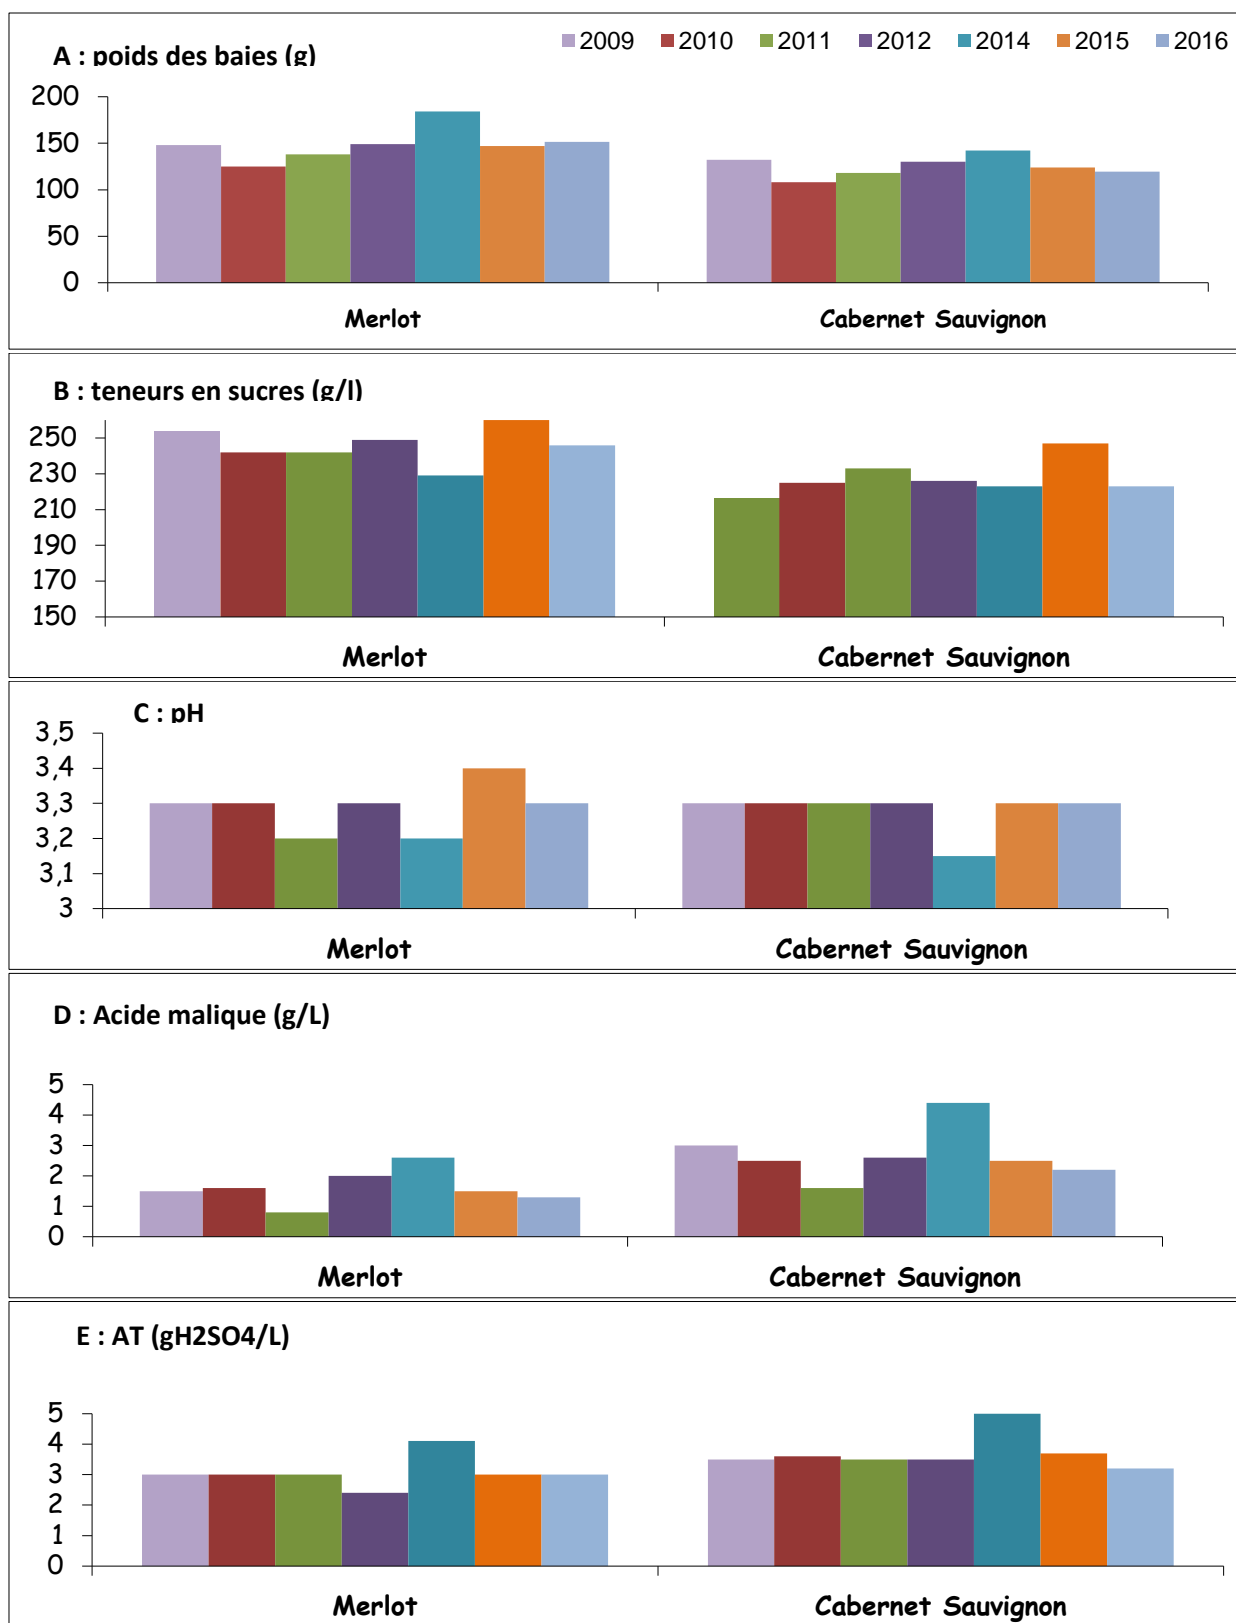 A : poids des baies (g)
2009 2010 2011 2012 2014 2015 2016
200
150
100
50
0
Merlot Cabernet Sauvignon
B : teneurs en sucres (g/l)
250
230
210
190
170
150
Merlot Cabernet Sauvignon
C : pH
3,5
3,4
3,3
3,2
3,1
3
Merlot Cabernet Sauvignon
D : Acide malique (g/L)
5
4
3
2
1
0
Merlot Cabernet Sauvignon
E : AT (gH2SO4/L)
5
4
3
2
1
0
Merlot Cabernet Sauvignon